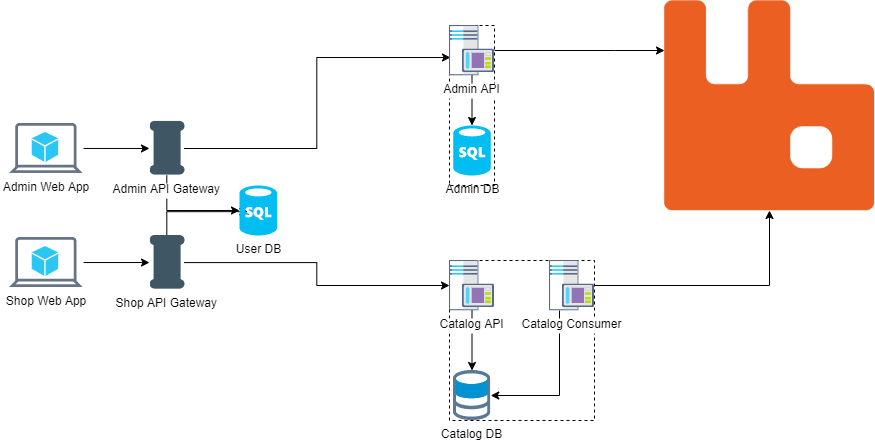 Admin API
SQL
Admin Web App
Admin API Gateway
Admin DB
SQL
User DB
Shop Web App
Shop API Gateway
Catalog API
Catalog Consumer
Catalog DB